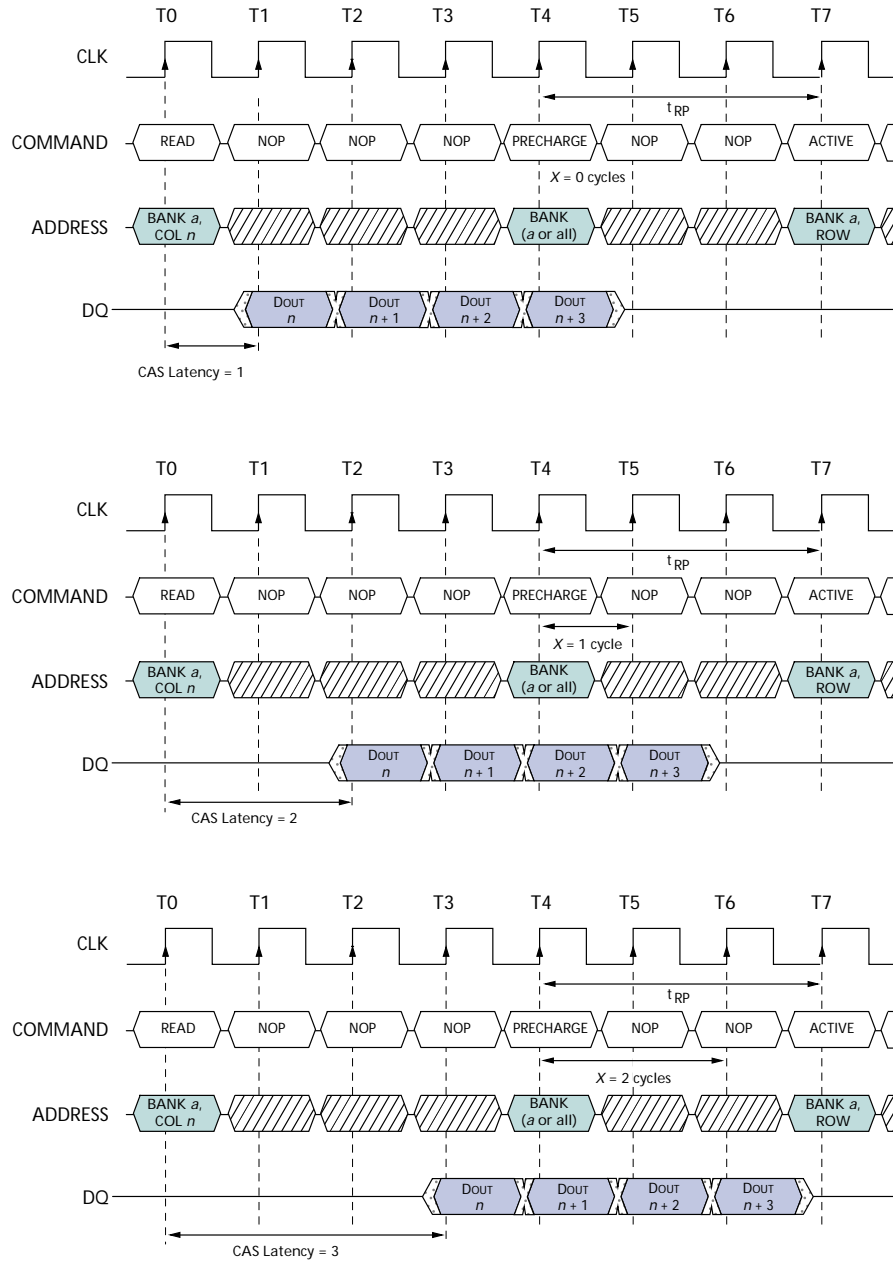 T0 T1 T2 T3 T4 T5 T6 T7
CLK
t RP
COMMAND READ NOP NOP NOP PRECHARGE NOP NOP ACTIVE
X = 0 cycles
ADDRESS BANK a, COL n BANK (a or all) BANK a, ROW
DQ DOUT n DOUT n + 1 DOUT n + 2 DOUT n + 3
CAS Latency = 1
T0 T1 T2 T3 T4 T5 T6 T7
CLK
t RP
COMMAND READ NOP NOP NOP PRECHARGE NOP NOP ACTIVE
X = 1 cycle
ADDRESS BANK a, COL n BANK (a or all) BANK a, ROW
DQ DOUT n DOUT n + 1 DOUT n + 2 DOUT n + 3
CAS Latency = 2
T0 T1 T2 T3 T4 T5 T6 T7
CLK
t RP
COMMAND READ NOP NOP NOP PRECHARGE NOP NOP ACTIVE
X = 2 cycles
ADDRESS BANK a, COL n BANK (a or all) BANK a, ROW
DQ DOUT n DOUT n + 1 DOUT n + 2 DOUT n + 3
CAS Latency = 3